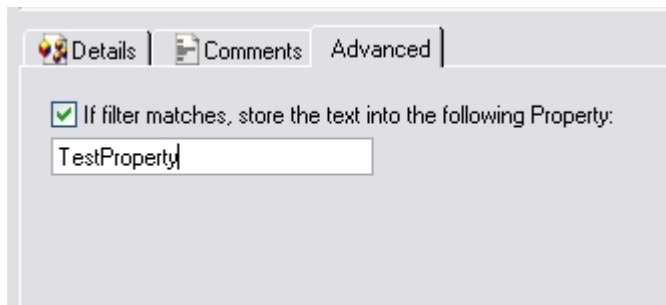 Details Comments Advanced
If filter matches, store the text into the following Property:
TestProperty